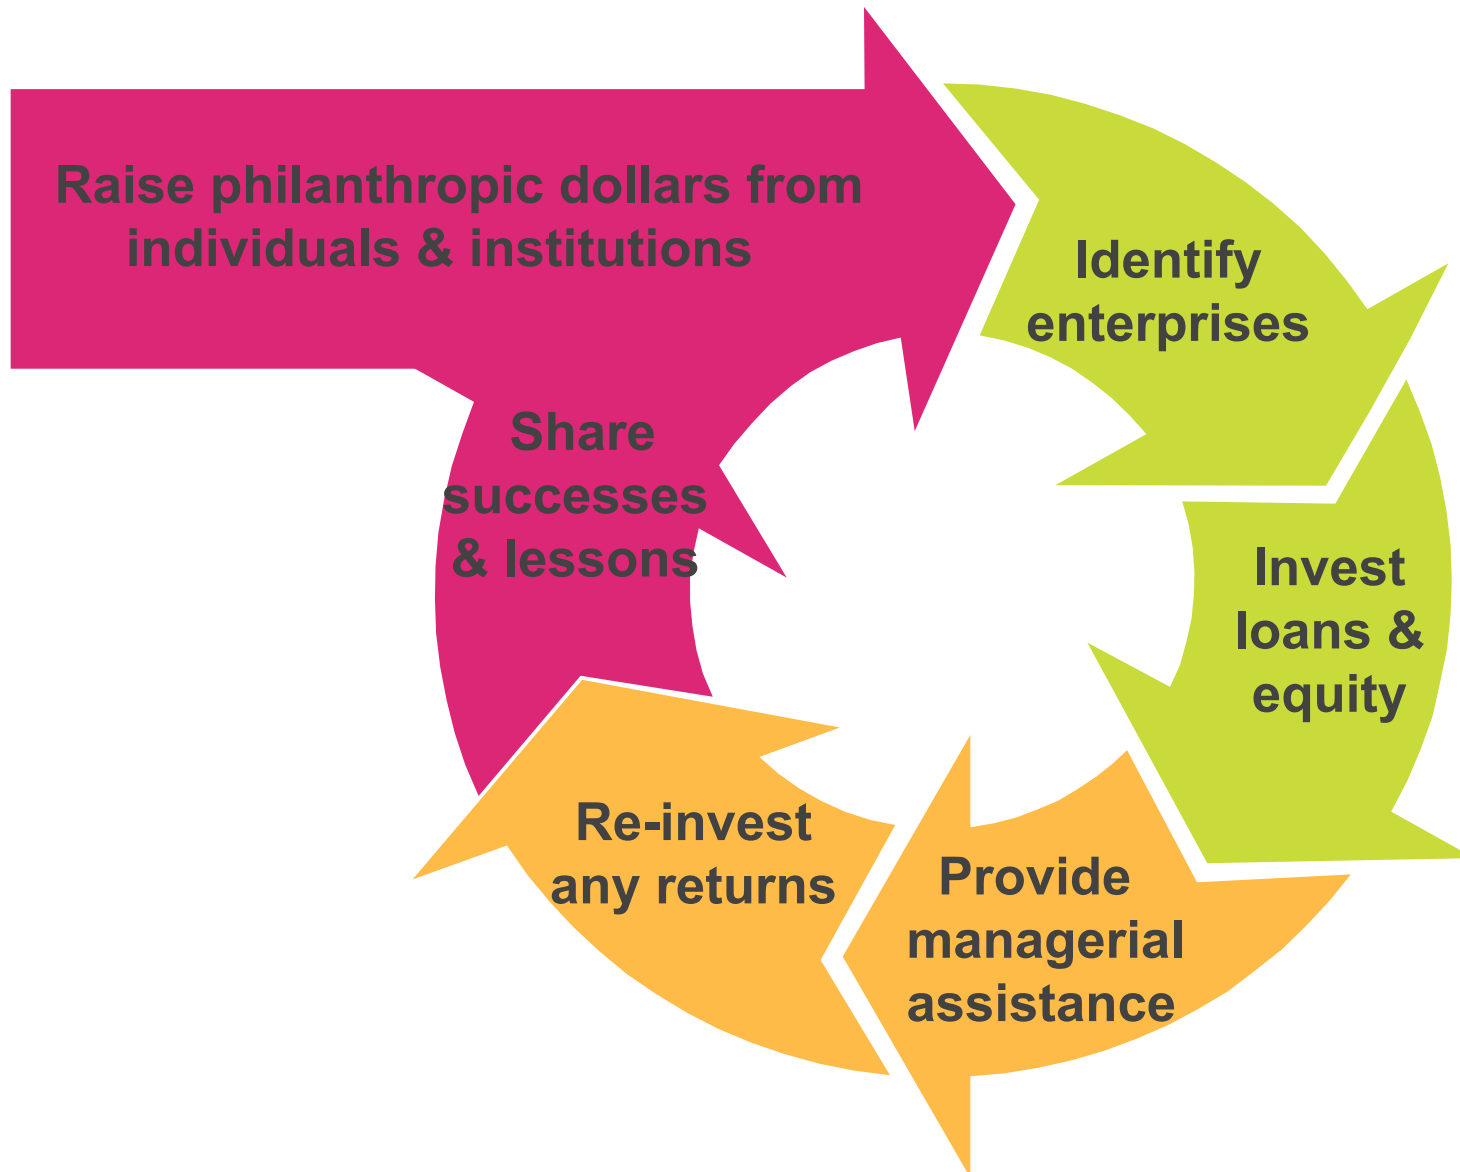 Raise philanthropic dollars from
individuals & institutions
Identify
enterprises
Invest
loans &
equity
Provide
managerial
assistance
Re-invest
any returns
Share
successes
& lessons